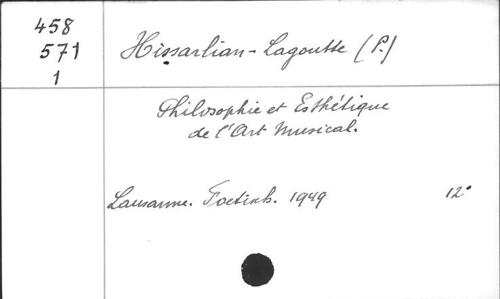 458
571
1
Hissarlian-Lagoutte (P.)
Philosophie et Esthétique
de l'Art Musical.
Lausanne. Foetisch. 1949 12°